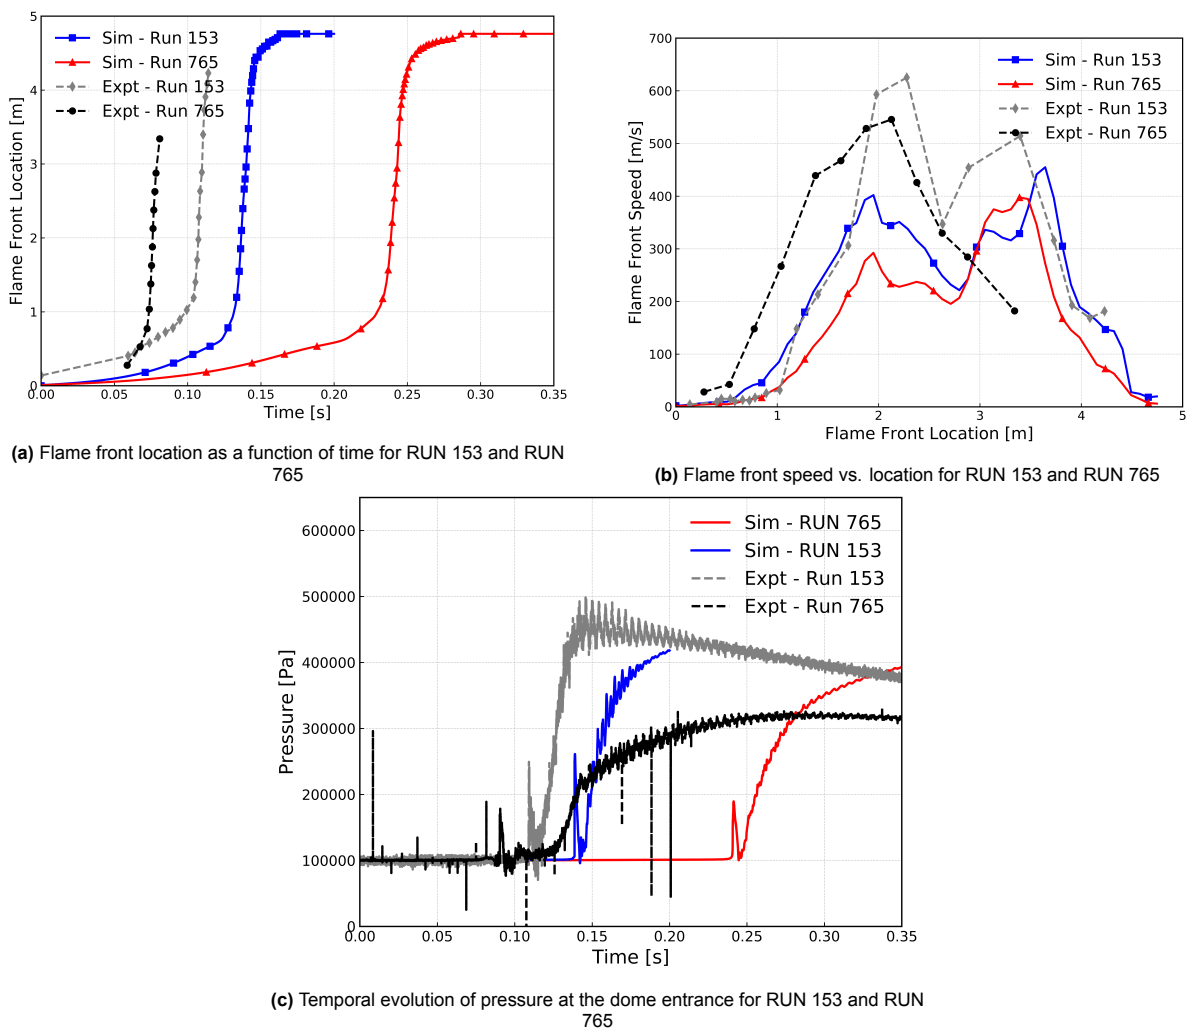 5
4
3
2
1
0
Flame Front Location [m]
Sim - Run 153
Sim - Run 765
Expt - Run 153
Expt - Run 765
0.00 0.05 0.10 0.15 0.20 0.25 0.30 0.35
Time [s]
(a) Flame front location as a function of time for RUN 153 and RUN
765
700
600
500
400
300
200
100
0
Flame Front Speed [m/s]
Sim - Run 153
Sim - Run 765
Expt - Run 153
Expt - Run 765
0 1 2 3 4 5
Flame Front Location [m]
(b) Flame front speed vs. location for RUN 153 and RUN 765
600000
500000
400000
300000
200000
100000
0
Pressure [Pa]
Sim - RUN 765
Sim - RUN 153
Expt - Run 153
Expt - Run 765
0.00 0.05 0.10 0.15 0.20 0.25 0.30 0.35
Time [s]
(c) Temporal evolution of pressure at the dome entrance for RUN 153 and RUN
765